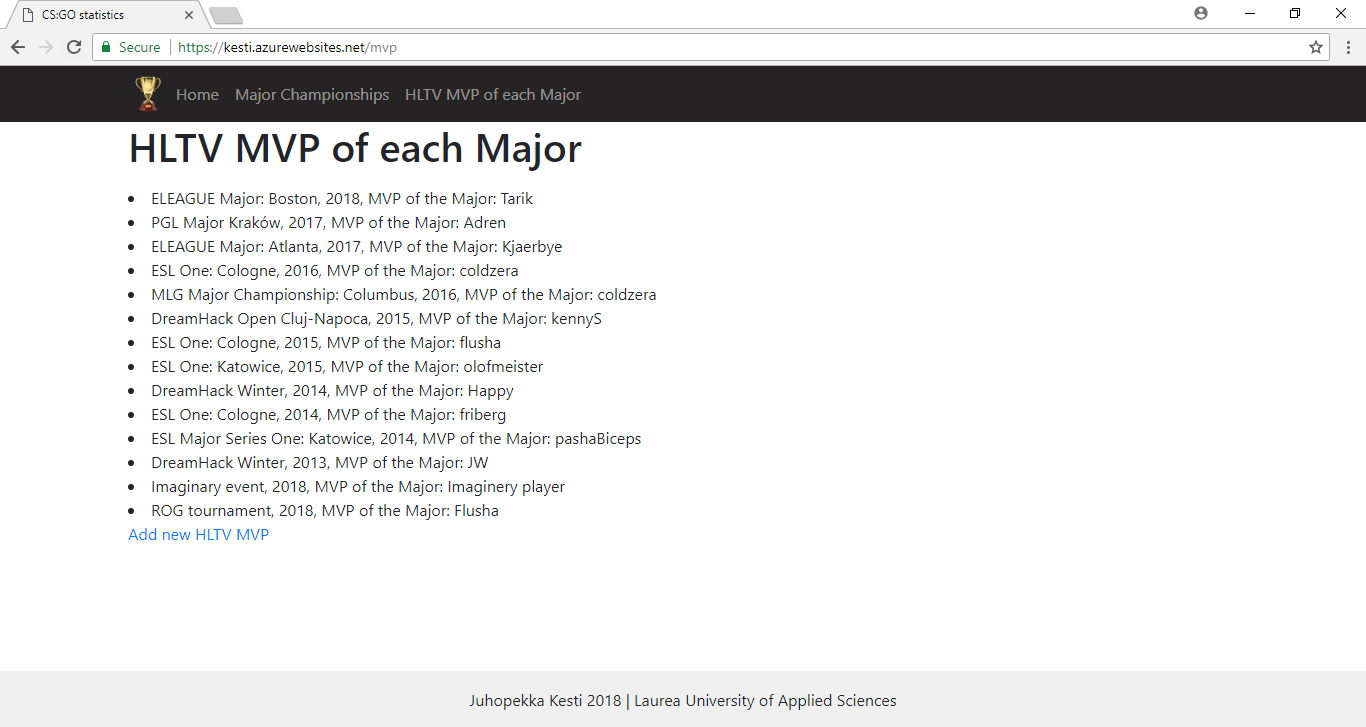 CS:GO statistics
Secure | https://kesti.azurewebsites.net/mvp
Home Major Championships HLTV MVP of each Major
HLTV MVP of each Major
ELEAGUE Major: Boston, 2018, MVP of the Major: Tarik
PGL Major Kraków, 2017, MVP of the Major: Adren
ELEAGUE Major: Atlanta, 2017, MVP of the Major: Kjaerbye
ESL One: Cologne, 2016, MVP of the Major: coldzera
MLG Major Championship: Columbus, 2016, MVP of the Major: coldzera
DreamHack Open Cluj-Napoca, 2015, MVP of the Major: kennyS
ESL One: Cologne, 2015, MVP of the Major: flusha
ESL One: Katowice, 2015, MVP of the Major: olofmeister
DreamHack Winter, 2014, MVP of the Major: Happy
ESL One: Cologne, 2014, MVP of the Major: friberg
ESL Major Series One: Katowice, 2014, MVP of the Major: pashaBiceps
DreamHack Winter, 2013, MVP of the Major: JW
Imaginary event, 2018, MVP of the Major: Imaginery player
ROG tournament, 2018, MVP of the Major: Flusha
Add new HLTV MVP
Juhopekka Kesti 2018 | Laurea University of Applied Sciences